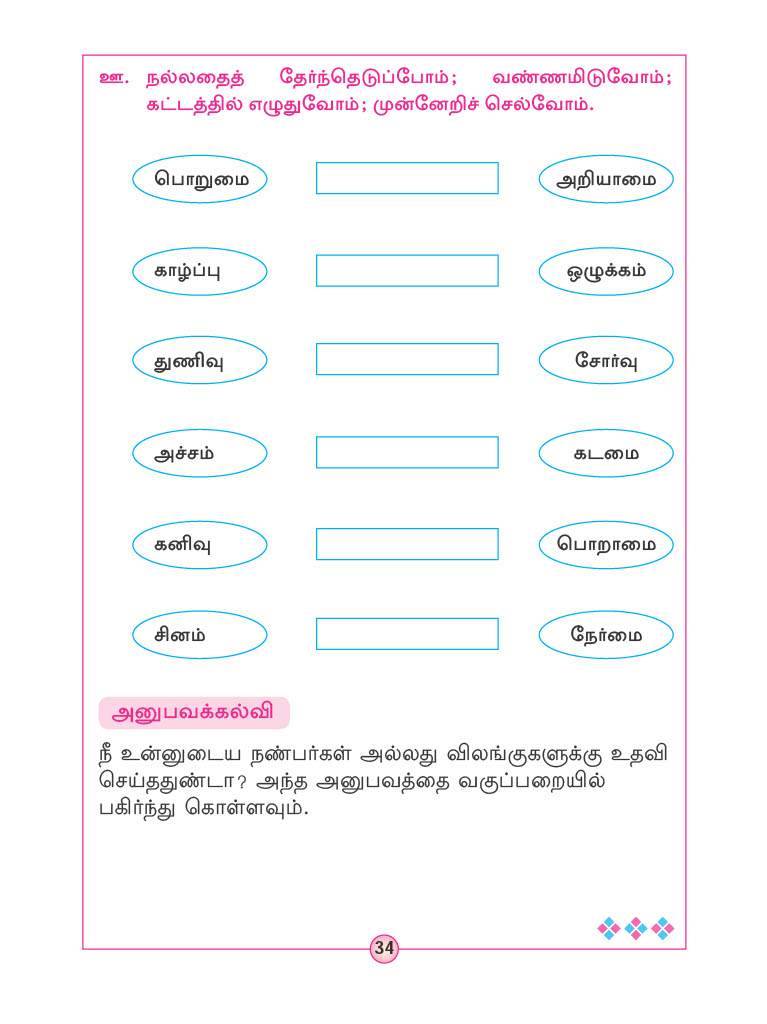 ஊ. நல்லதைத் தேர்ந்தெடுப்போம்; வண்ணமிடுவோம்;
கட்டத்தில் எழுதுவோம்; முன்னேறிச் செல்வோம்.
பொறுமை அறியாமை
காழ்ப்பு ஒழுக்கம்
துணிவு சோர்வு
அச்சம் கடமை
கனிவு பொறாமை
சினம் நேர்மை
அனுபவக்கல்வி
நீ உன்னுடைய நண்பர்கள் அல்லது விலங்குகளுக்கு உதவி
செய்ததுண்டா? அந்த அனுபவத்தை வகுப்பறையில்
பகிர்ந்து கொள்ளவும்.
34